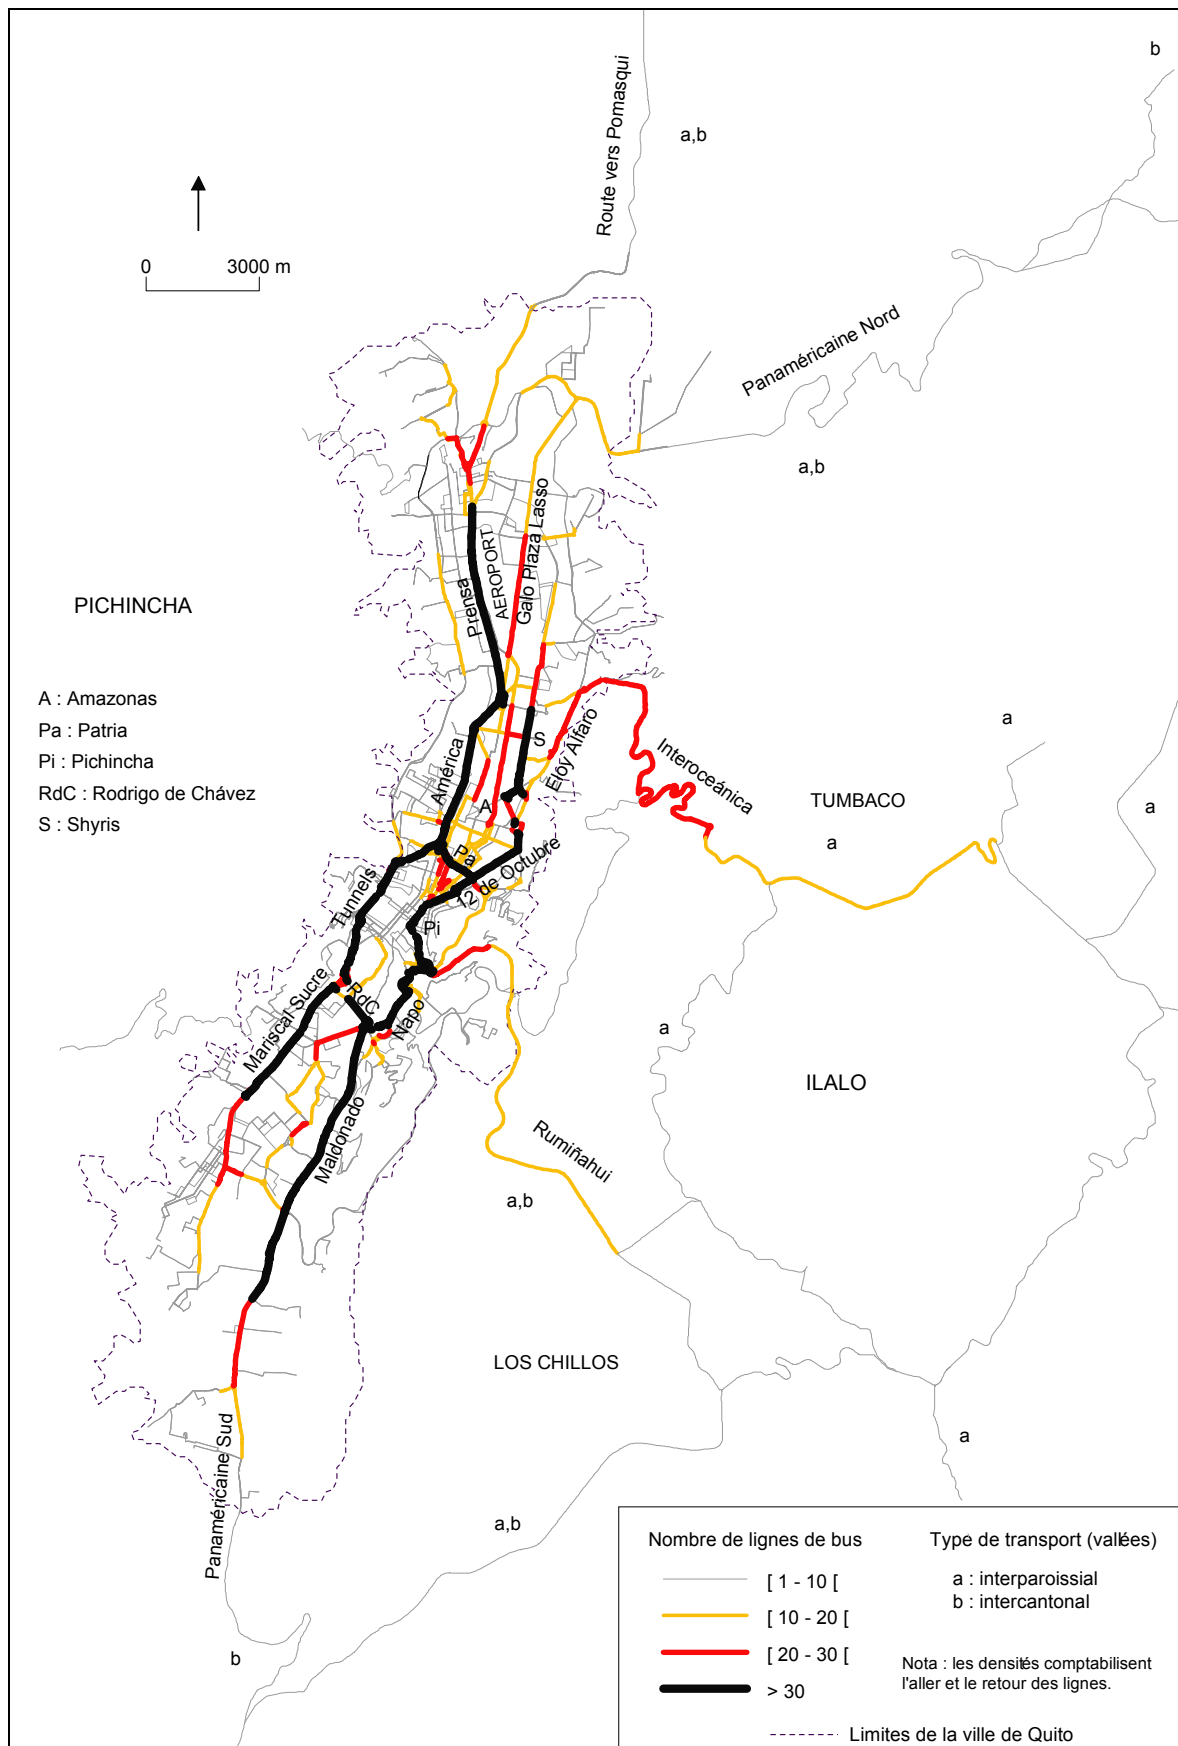 b
a,b
Route vers Pomasqui
0 3000 m
Panaméricaine Nord
a,b
Galo Plaza Lasso
AEROPORT
Prensa
PICHINCHA
A : Amazonas
Pa : Patria
Pi : Pichincha
RdC : Rodrigo de Chávez
S : Shyris
a
S
Elóy Alfaro
Interoceánica
América
A
TUMBACO
a
a
Pa
12 de Octubre
Tunnels
Pi
RdC
Mariscal Sucre
Napo
a
ILALO
Maldonado
Rumiñahui
a,b
LOS CHILLOS
Panaméricaine Sud
a
a,b
b
Nombre de lignes de bus
[ 1 - 10 [
[ 10 - 20 [
[ 20 - 30 [
> 30
Type de transport (vallées)
a : interparoissial
b : intercantonal
Nota : les densités comptabilisent
l'aller et le retour des lignes.
Limites de la ville de Quito